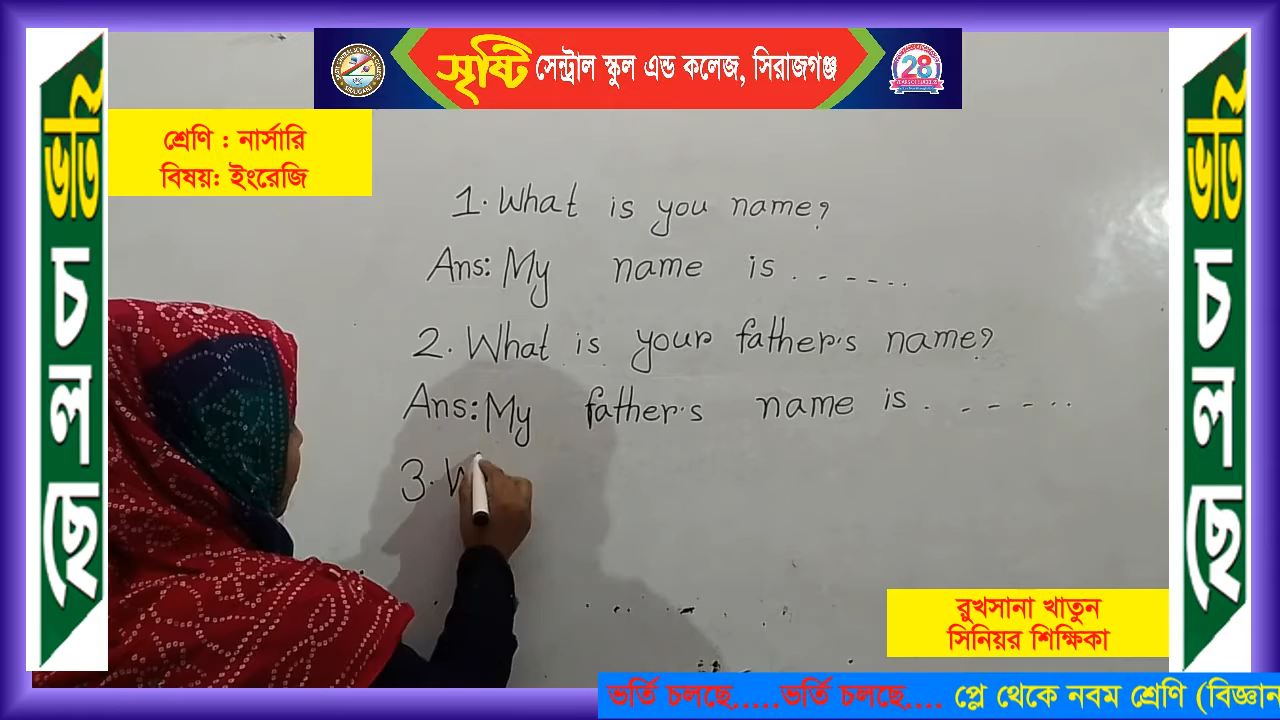 সৃষ্টি সেন্ট্রাল স্কুল এন্ড কলেজ, সিরাজগঞ্জ
28
শ্রেণি : নার্সারি
বিষয়: ইংরেজি
ভর্তি চলছে
ভর্তি চলছে
1. What is you name?
Ans: My name is . - - - . .
2. What is your father's name?
Ans: My father's name is . - - - . .
3. W
রুখসানা খাতুন
সিনিয়র শিক্ষিকা
ভর্তি চলছে.....ভর্তি চলছে.... প্লে থেকে নবম শ্রেণি (বিজ্ঞান